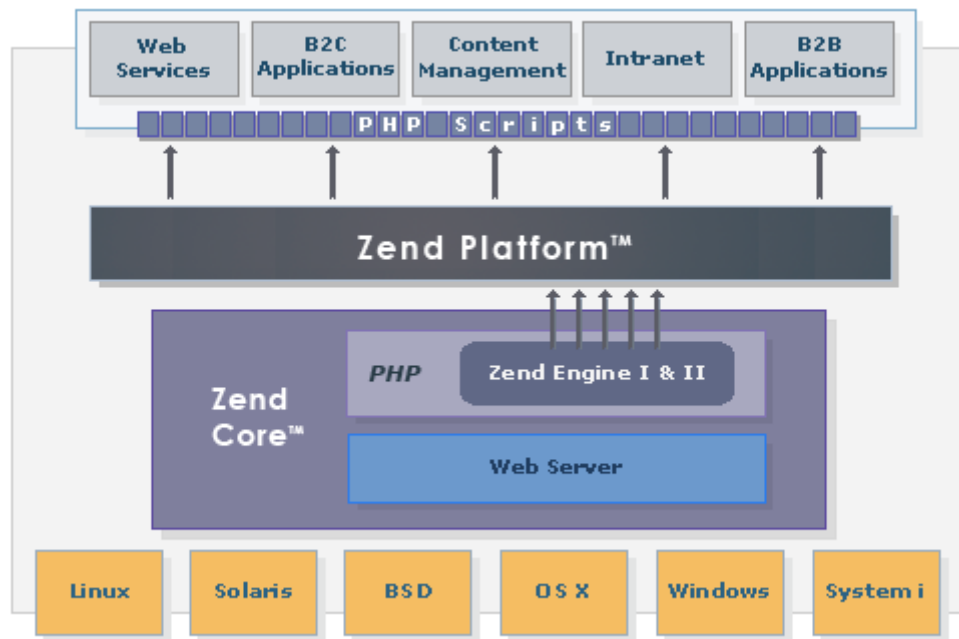 Web
Services
B2C
Applications
Content
Management
Intranet
B2B
Applications
PHP Scripts
Zend Platform™
PHP
Zend Engine I & II
Zend
Core™
Web Server
Linux
Solaris
BSD
OS X
Windows
System i